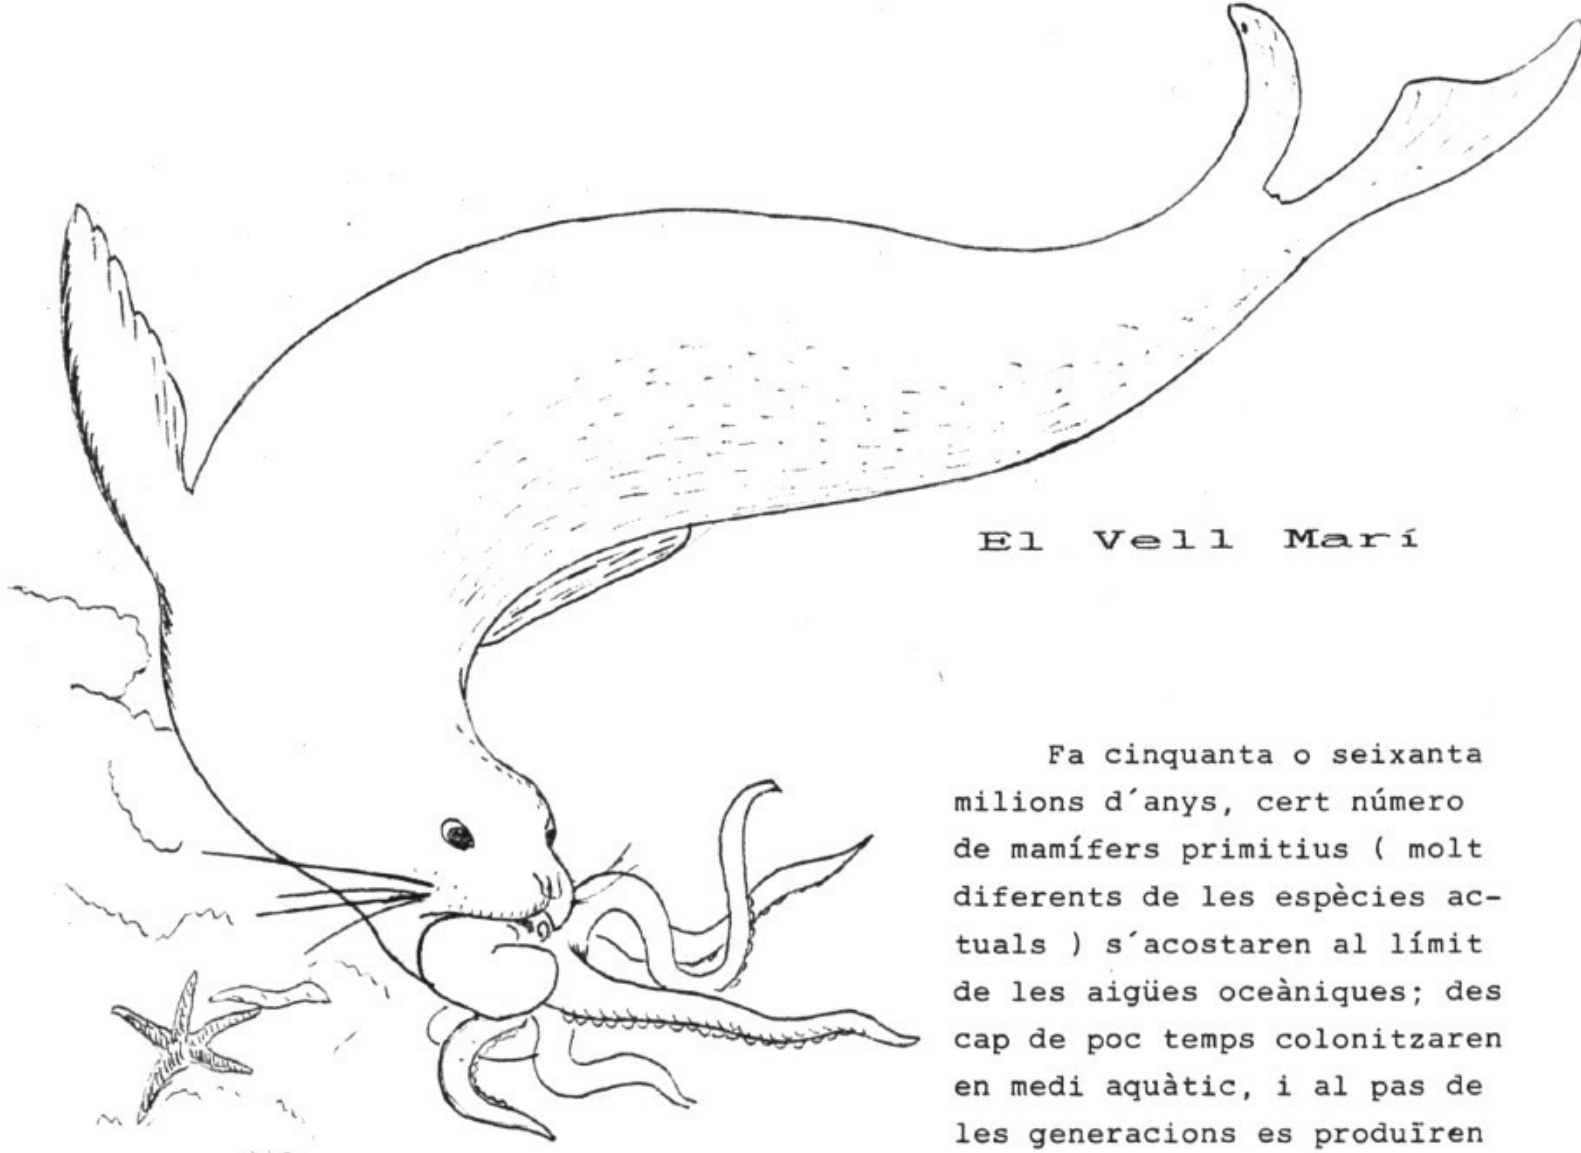 El Vell Marí
Fa cinquanta o seixanta
milions d´anys, cert número
de mamífers primitius ( molt
diferents de les espècies ac-
tuals ) s´acostaren al límit
de les aigües oceàniques; des
cap de poc temps colonitzaren
en medi aquàtic, i al pas de
les generacions es produïren